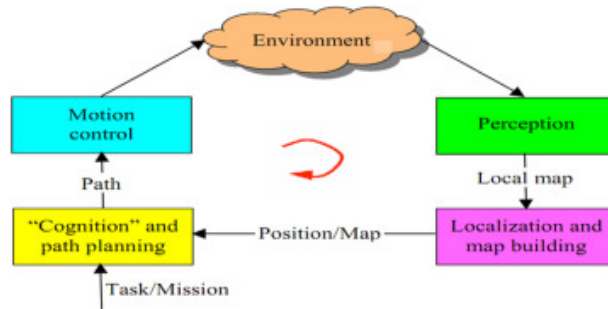 Environment
Motion
control
Perception
Path
Local map
“Cognition” and
path planning
Position/Map
Localization and
map building
Task/Mission